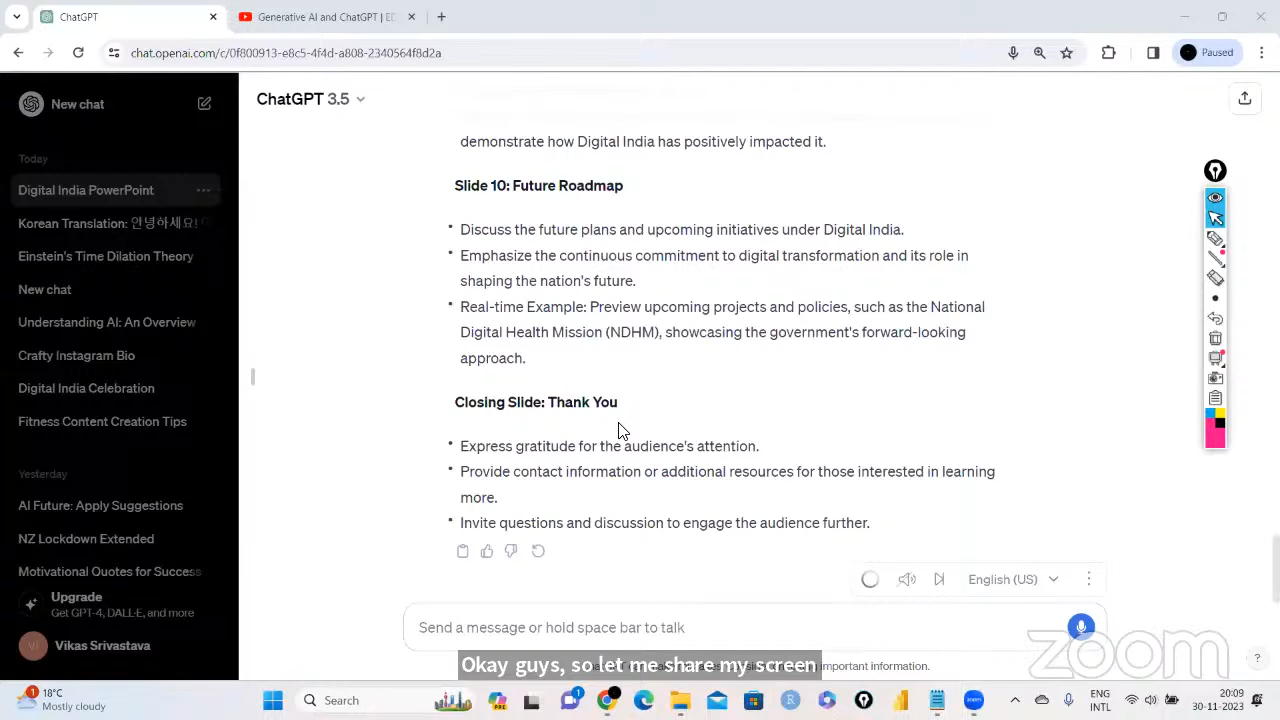 ChatGPT
Generative AI and ChatGPT | ED
chat.openai.com/c/0f800913-e8c5-4f4d-a808-2340564f8d2a
Paused
New chat
ChatGPT 3.5
Today
Digital India PowerPoint
Korean Translation: 안녕하세요!
Einstein's Time Dilation Theory
New chat
Understanding AI: An Overview
Crafty Instagram Bio
Digital India Celebration
Fitness Content Creation Tips
Yesterday
AI Future: Apply Suggestions
NZ Lockdown Extended
Motivational Quotes for Success
Upgrade
Get GPT-4, DALL·E, and more
VI
Vikas Srivastava
demonstrate how Digital India has positively impacted it.
Slide 10: Future Roadmap
• Discuss the future plans and upcoming initiatives under Digital India.
• Emphasize the continuous commitment to digital transformation and its role in
shaping the nation's future.
• Real-time Example: Preview upcoming projects and policies, such as the National
Digital Health Mission (NDHM), showcasing the government's forward-looking
approach.
Closing Slide: Thank You
• Express gratitude for the audience's attention.
• Provide contact information or additional resources for those interested in learning
more.
• Invite questions and discussion to engage the audience further.
English (US)
Send a message or hold space bar to talk
Okay guys, so let me share my screen
important information.
zoom
?
1
18°C
Mostly cloudy
Search
1
zoom
ENG
INTL
20:09
30-11-2023